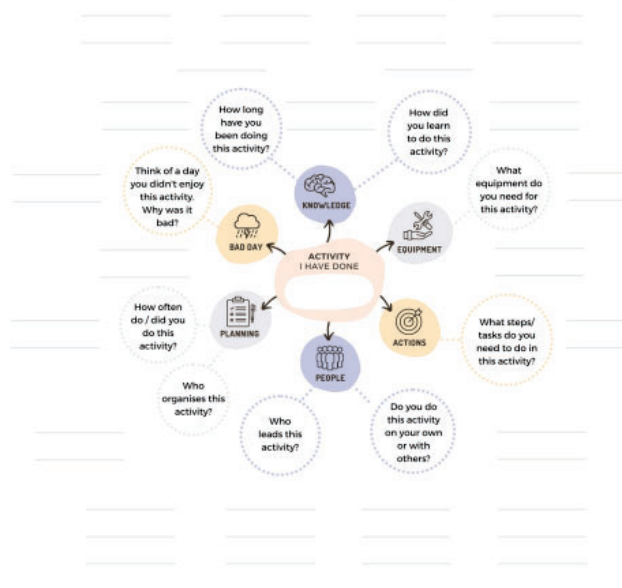 How long
have you
been doing
this activity?
How did
you learn
to do this
activity?
Think of a day
you didn't enjoy
this activity.
Why was it
bad?
What
equipment do
you need for
this activity?
KNOWLEDGE
BAD DAY
EQUIPMENT
ACTIVITY
I HAVE DONE
How often
do / did you
do this
activity?
PLANNING
ACTIONS
What steps/
tasks do you
need to do in
this activity?
PEOPLE
Who
organises this
activity?
Who
leads this
activity?
Do you do
this activity
on your own
or with
others?